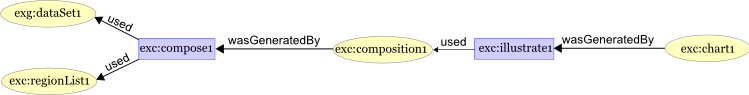 exg:dataSet1
used
exc:compose1
wasGeneratedBy
exc:composition1
used
exc:illustrate1
wasGeneratedBy
exc:chart1
used
exc:regionList1